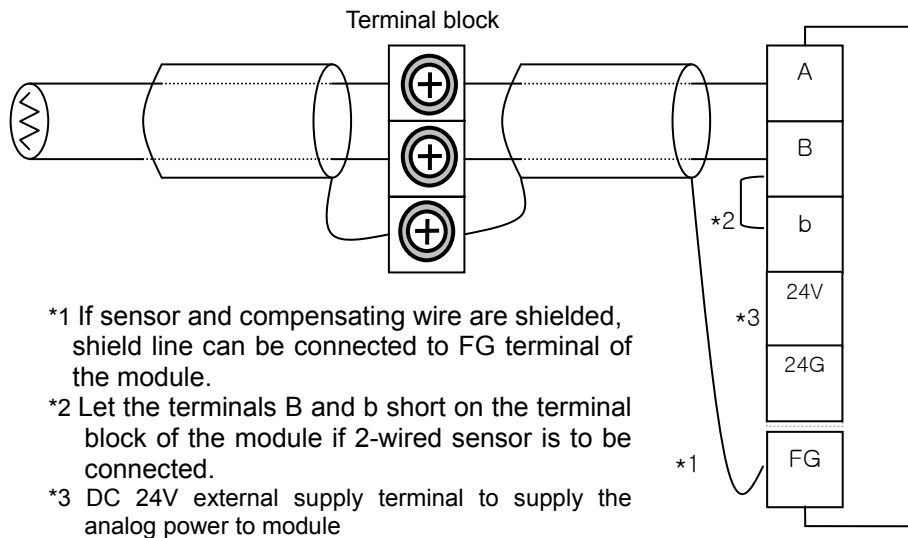 Terminal block
A
B
*2
b
24V
*3
24G
*1
FG
*1 If sensor and compensating wire are shielded,
shield line can be connected to FG terminal of
the module.
*2 Let the terminals B and b short on the terminal
block of the module if 2-wired sensor is to be
connected.
*3 DC 24V external supply terminal to supply the
analog power to module